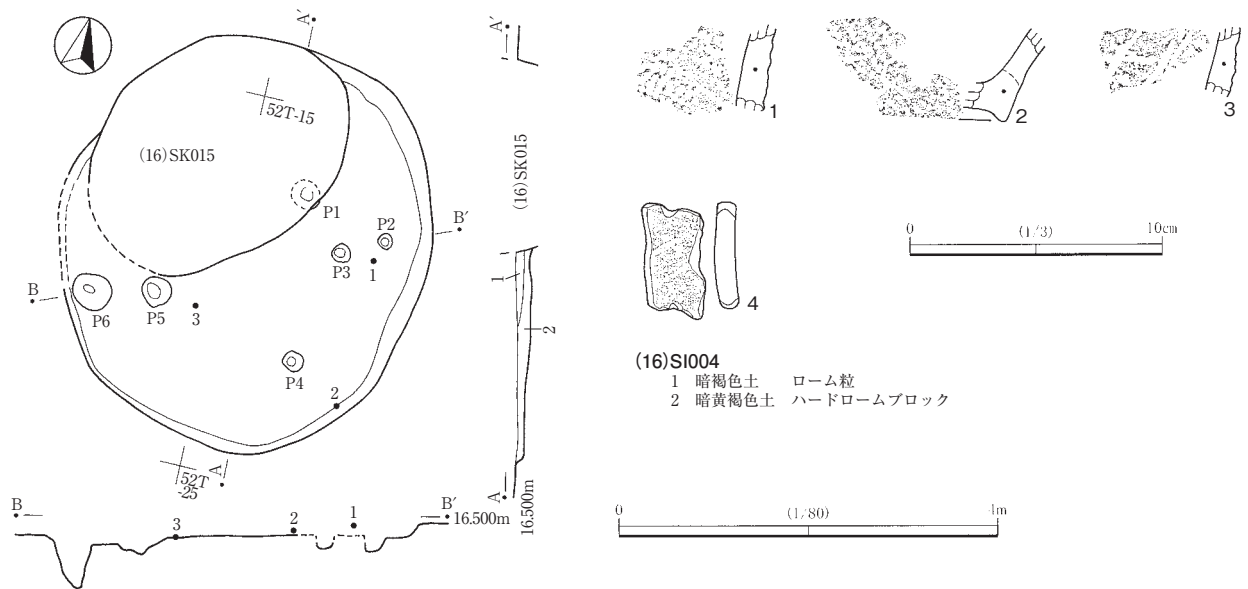 A′
52T-15
(16)SK015
P1
P2
B′
P3
1
B
P6
P5
3
P4
2
A
52T
-25
A′
(16)SK015
1
2
A
16.500m
B
3
2
1
B′
16.500m
1
2
3
4
0
(1/3)
10cm
(16)SI004
1 暗褐色土 ローム粒
2 暗黄褐色土 ハードロームブロック
0
(1/80)
4m